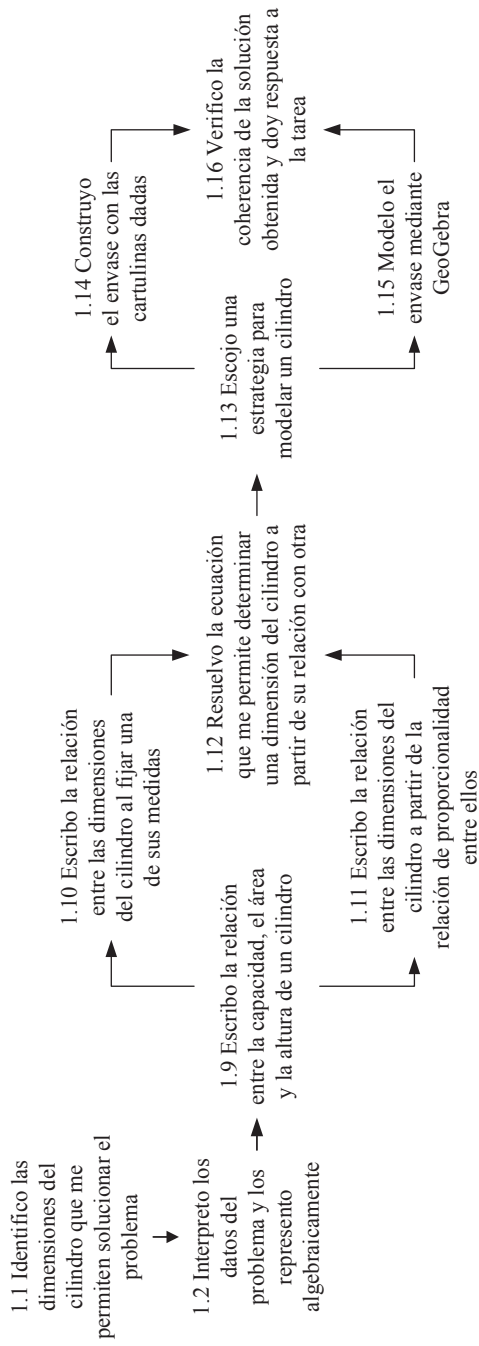 1.1 Identifico las
dimensiones del
cilindro que me
permiten solucionar el
problema
1.2 Interpreto los
datos del
problema y los
represento
algebraicamente
1.9 Escribo la relación
entre la capacidad, el área
y la altura de un cilindro
1.10 Escribo la relación
entre las dimensiones
del cilindro al fijar una
de sus medidas
1.11 Escribo la relación
entre las dimensiones del
cilindro a partir de la
relación de proporcionalidad
entre ellos
1.12 Resuelvo la ecuación
que me permite determinar
una dimensión del cilindro a
partir de su relación con otra
1.13 Escojo una
estrategia para
modelar un cilindro
1.14 Construyo
el envase con las
cartulinas dadas
1.15 Modelo el
envase mediante
GeoGebra
1.16 Verifico la
coherencia de la solución
obtenida y doy respuesta a
la tarea